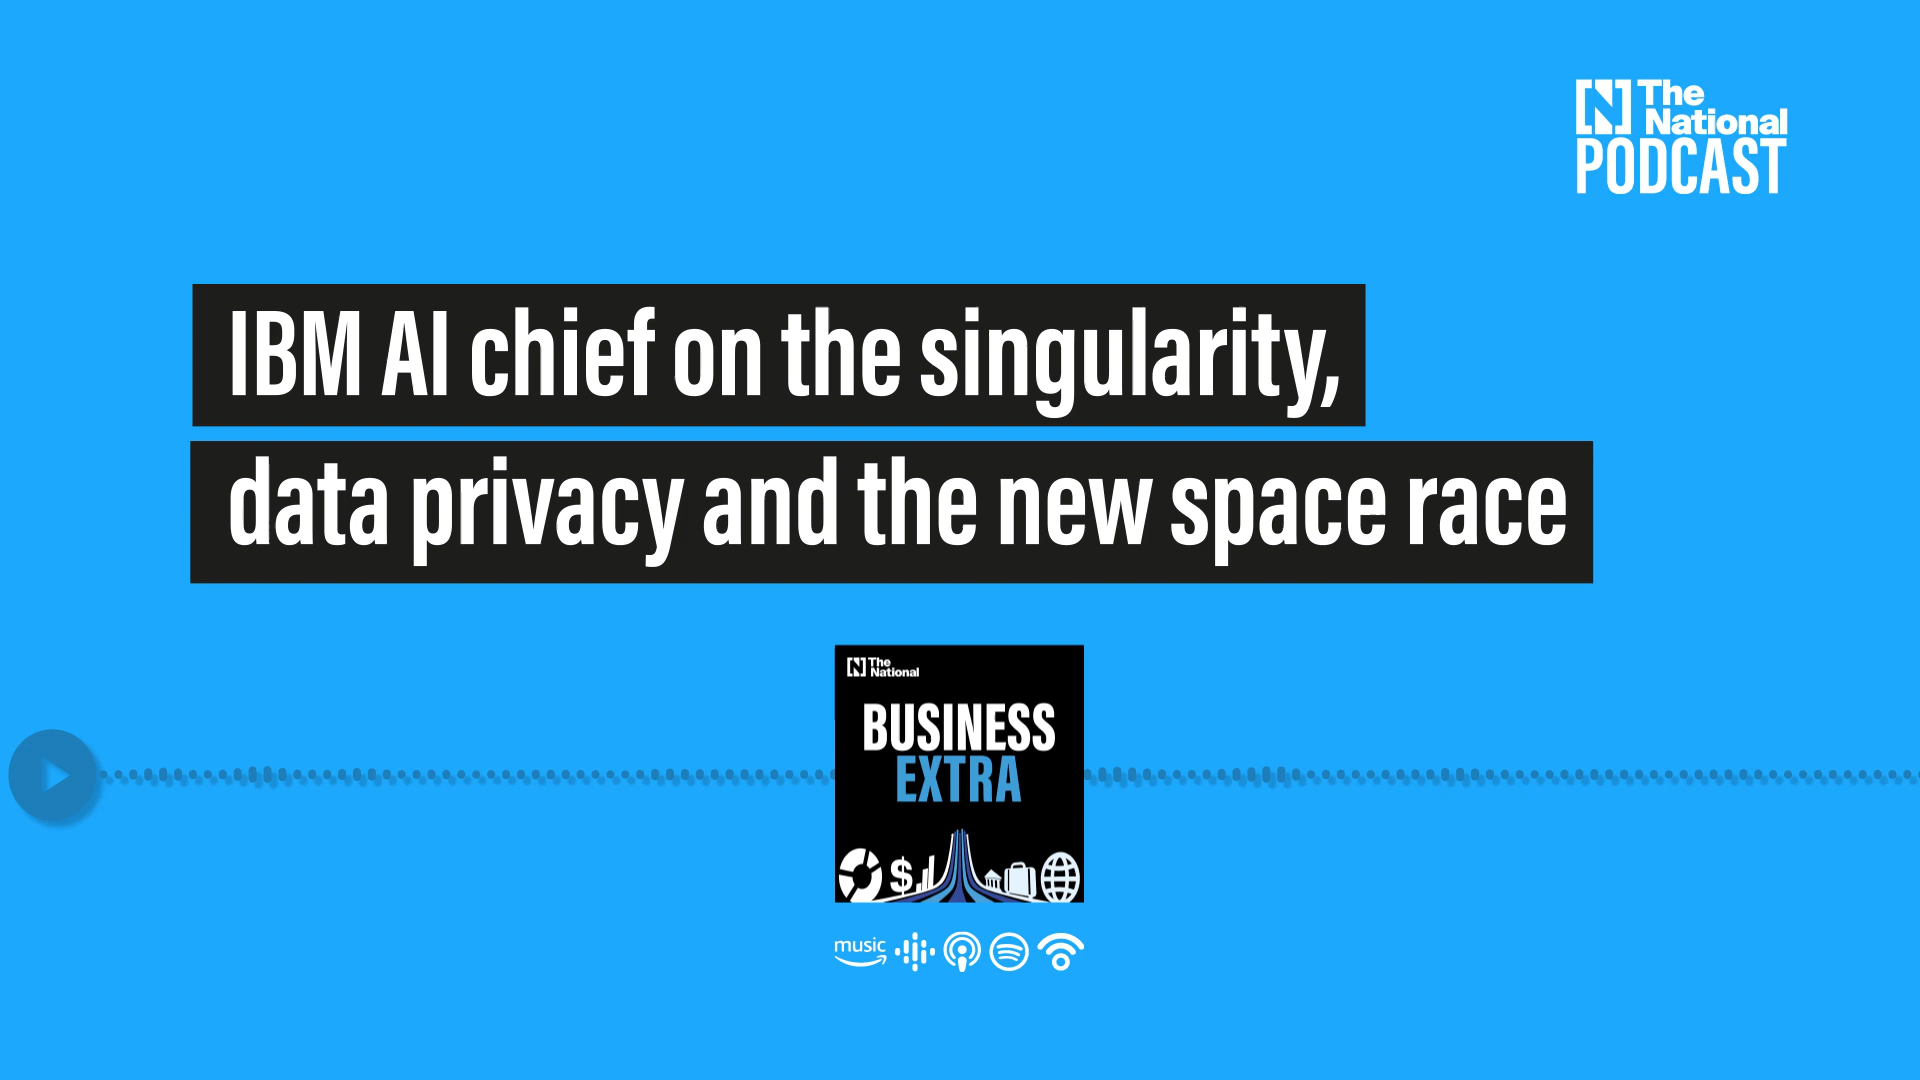 The
National
PODCAST
IBM AI chief on the singularity,
data privacy and the new space race
The
National
BUSINESS
EXTRA
$
music